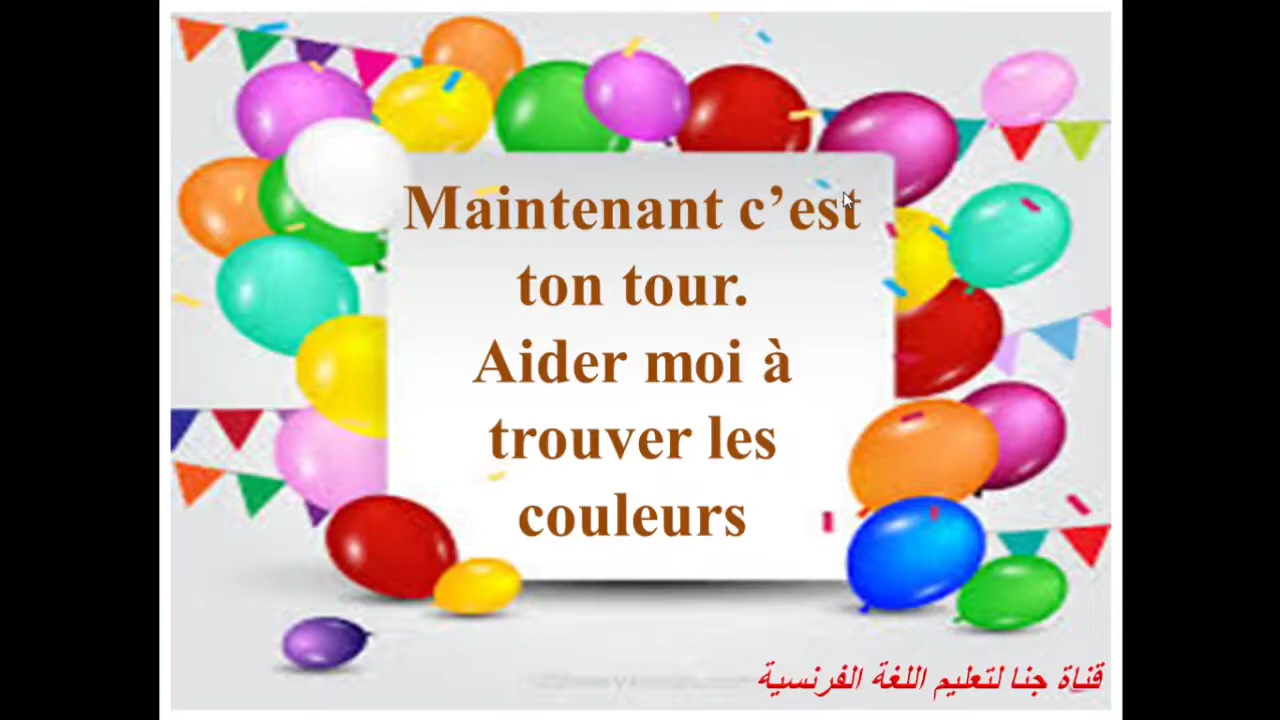 Maintenant c’est
ton tour.
Aider moi à
trouver les
couleurs
قناة جنا لتعليم اللغة الفرنسية